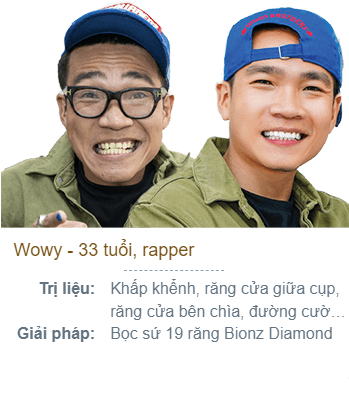 Wowy - 33 tuổi, rapper
Trị liệu: Khấp khểnh, răng cửa giữa cụp,
răng cửa bên chìa, đường cườ...
Giải pháp: Bọc sứ 19 răng Bionz Diamond